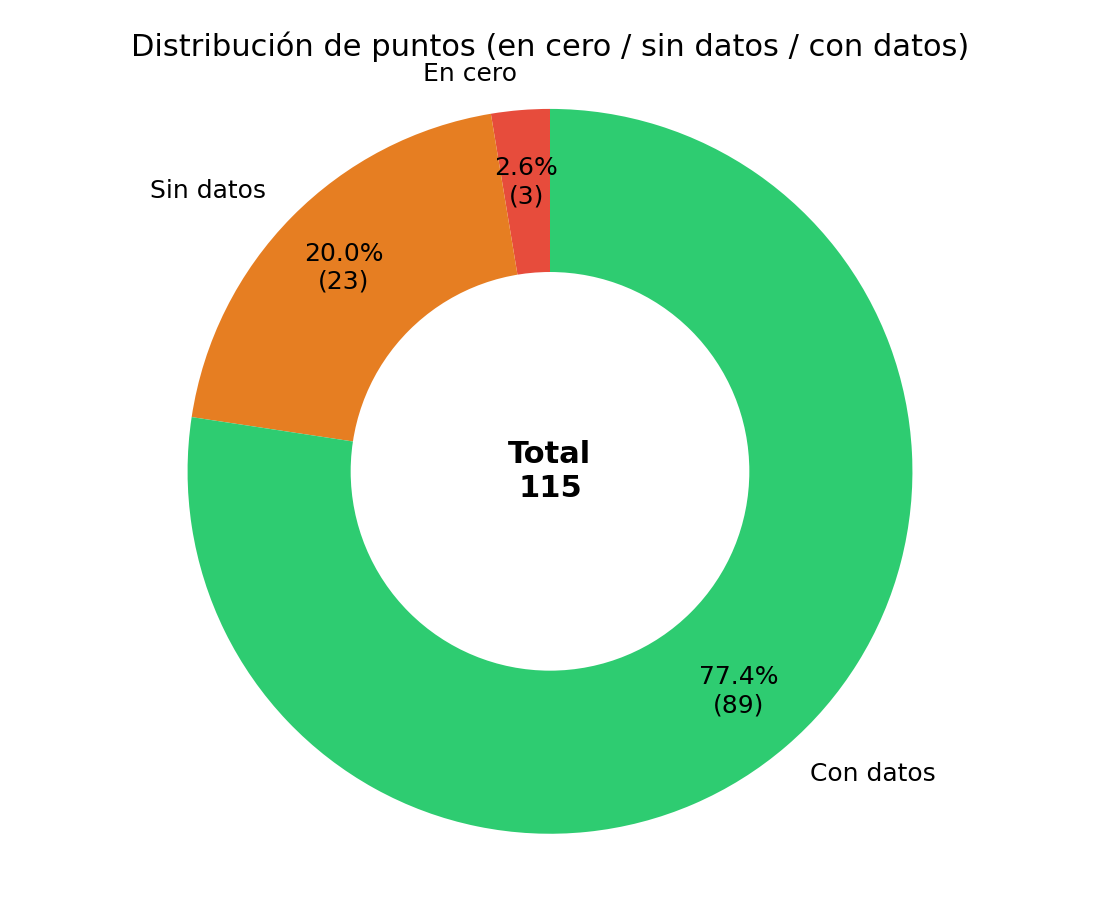 Distribución de puntos (en cero / sin datos / con datos)
En cero
2.6%
(3)
Sin datos
20.0%
(23)
Total
115
77.4%
(89)
Con datos